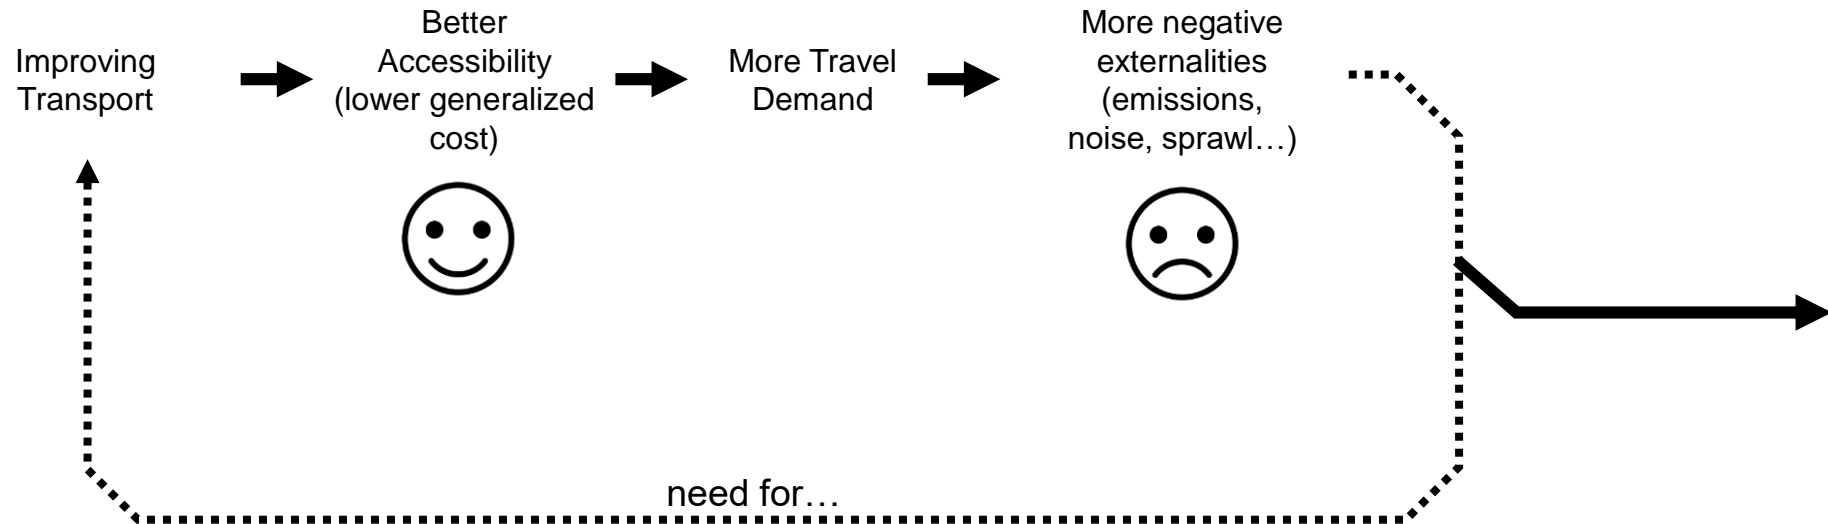 Improving
Transport
Better
Accessibility
(lower generalized
cost)
More Travel
Demand
More negative
externalities
(emissions,
noise, sprawl…)
need for…